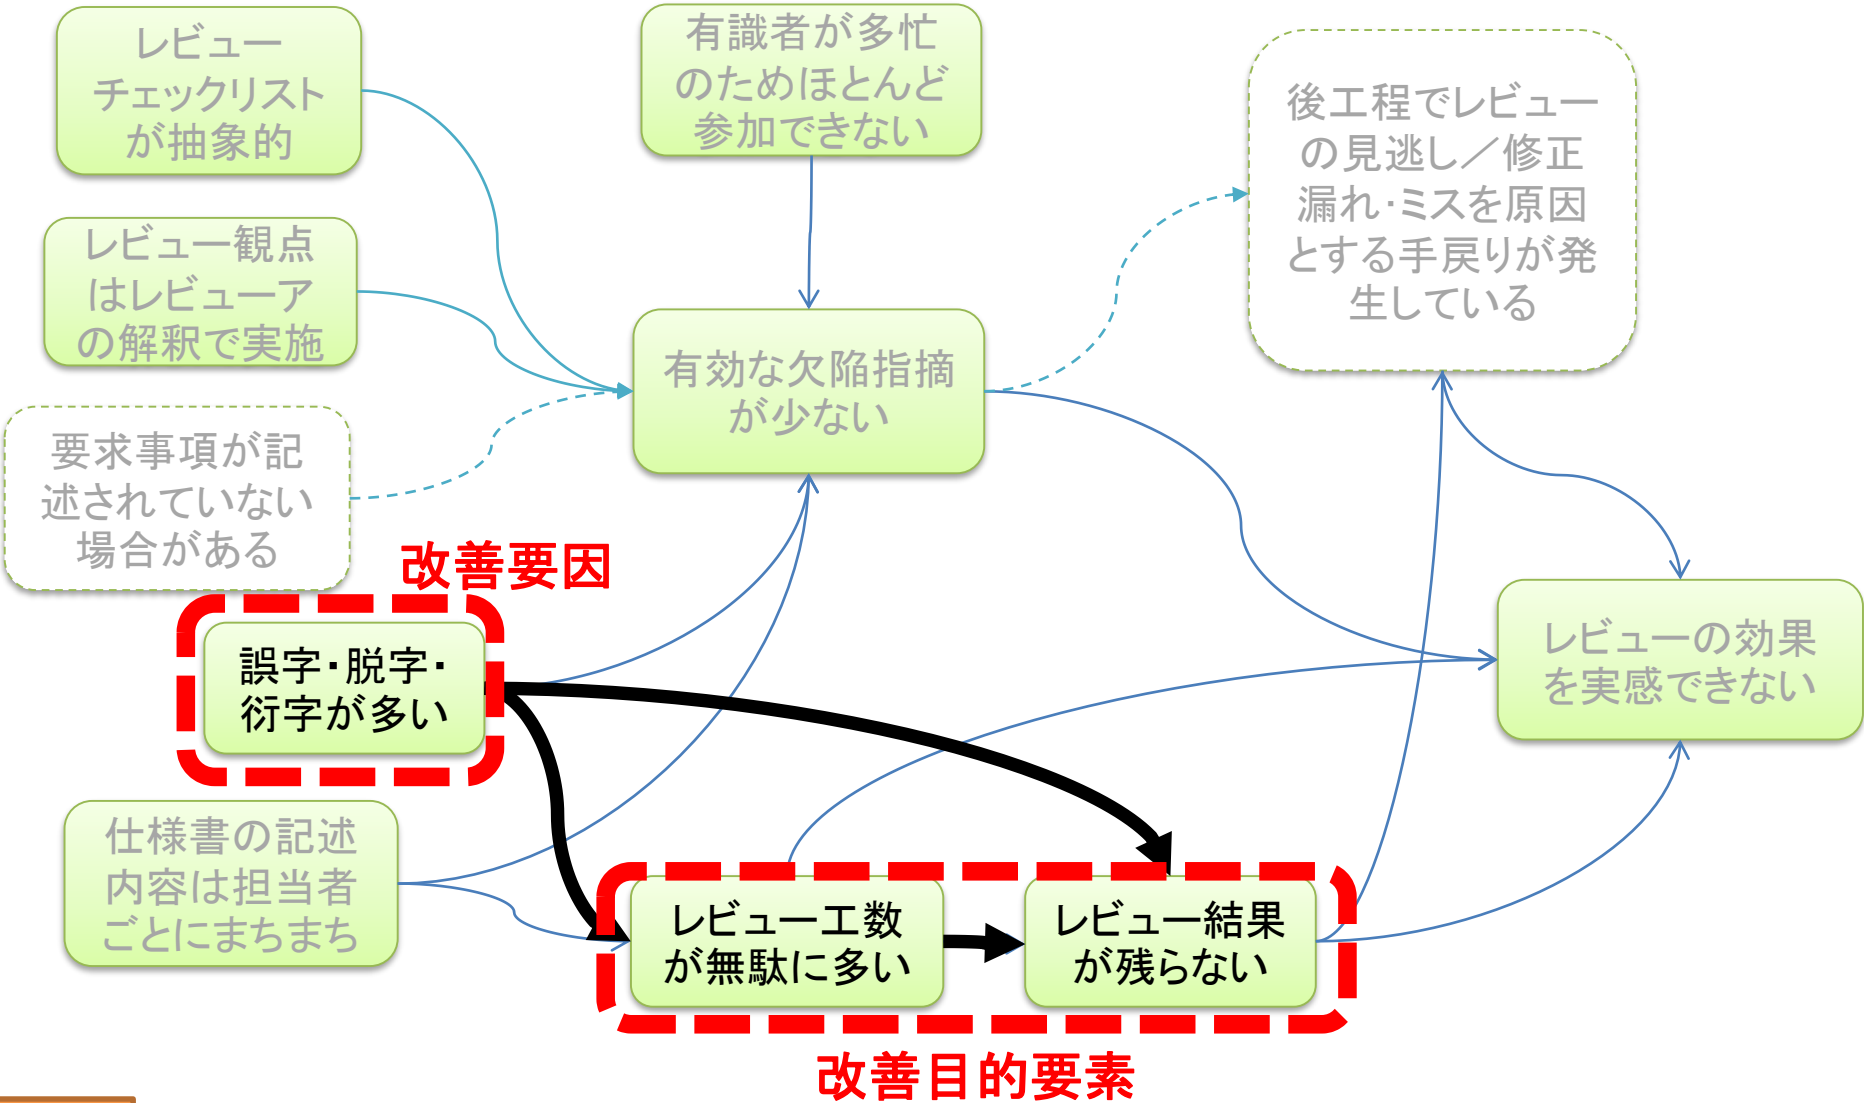 レビュー
チェックリスト
が抽象的
有識者が多忙
のためほとんど
参加できない
後工程でレビュー
の見逃し／修正
漏れ・ミスを原因
とする手戻りが発
生している
レビュー観点
はレビューア
の解釈で実施
有効な欠陥指摘
が少ない
要求事項が記
述されていない
場合がある
改善要因
誤字・脱字・
衍字が多い
レビューの効果
を実感できない
仕様書の記述
内容は担当者
ごとにまちまち
レビュー工数
が無駄に多い
レビュー結果
が残らない
改善目的要素